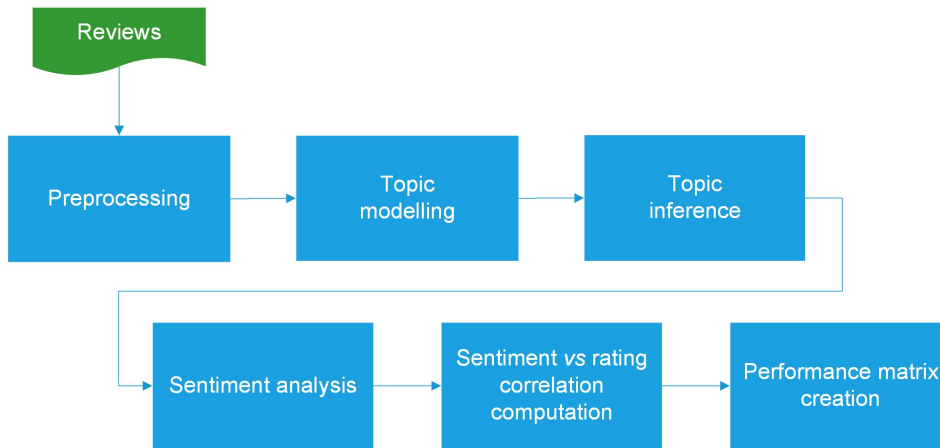 Reviews
Preprocessing
Topic
modelling
Topic
inference
Sentiment analysis
Sentiment vs rating
correlation
computation
Performance matrix
creation